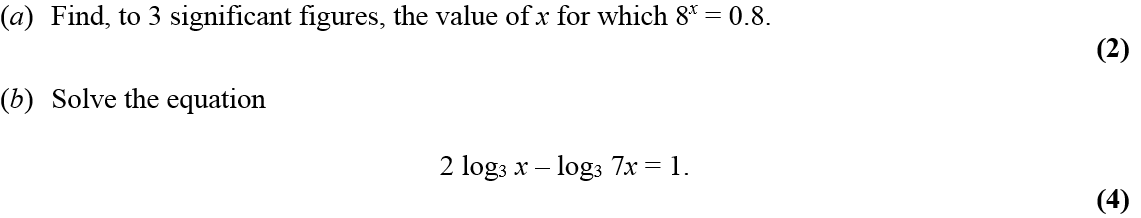 (a) Find, to 3 significant figures, the value of x for which 8ˣ = 0.8.
(2)
(b) Solve the equation
2 log₃ x – log₃ 7x = 1.
(4)